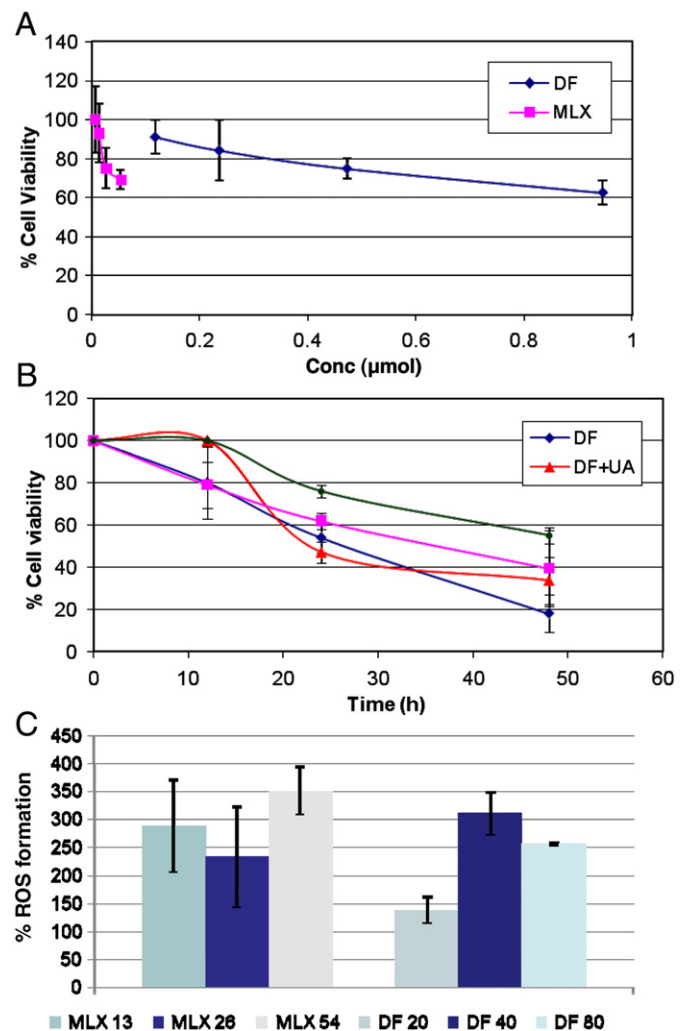 A
140
120
100
80
60
40
20
0
% Cell Viability
DF
MLX
0 0.2 0.4 0.6 0.8 1
Conc (µmol)
B
120
100
80
60
40
20
0
% Cell viability
DF
DF+UA
0 10 20 30 40 50 60
Time (h)
C
450
400
350
300
250
200
150
100
50
0
% ROS formation
MLX 13 MLX 26 MLX 54 DF 20 DF 40 DF 80